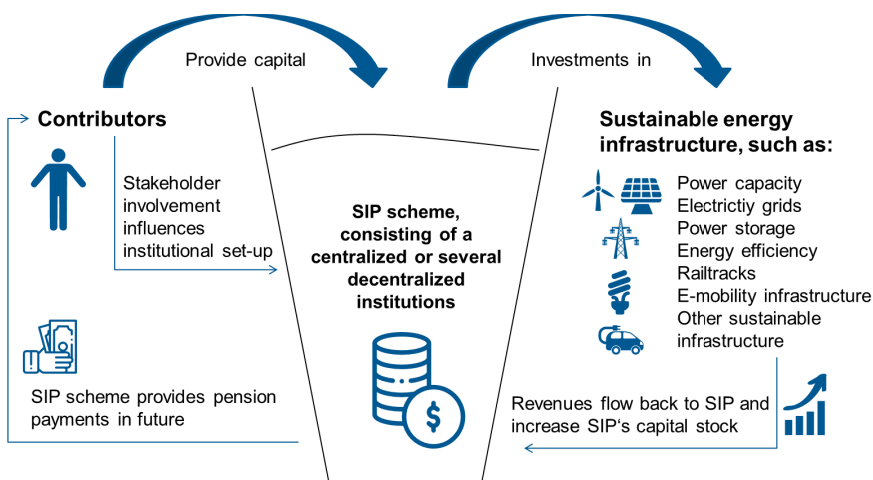 Provide capital
Investments in
Contributors
Stakeholder
involvement
influences
institutional set-up
SIP scheme provides pension
payments in future
SIP scheme,
consisting of a
centralized or several
decentralized
institutions
$
Sustainable energy
infrastructure, such as:
Power capacity
Electrictiy grids
Power storage
Energy efficiency
Railtracks
E-mobility infrastructure
Other sustainable
infrastructure
Revenues flow back to SIP and
increase SIP‘s capital stock